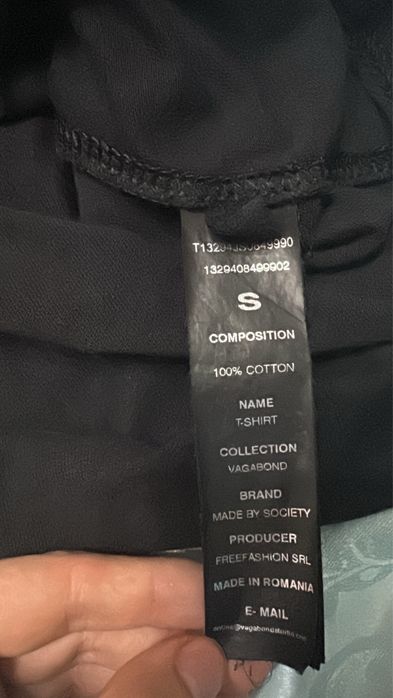 1329408499902
S
COMPOSITION
100% COTTON
NAME
T-SHIRT
COLLECTION
VAGABOND
BRAND
MADE BY SOCIETY
PRODUCER
FREEFASHION SRL
MADE IN ROMANIA
E- MAIL